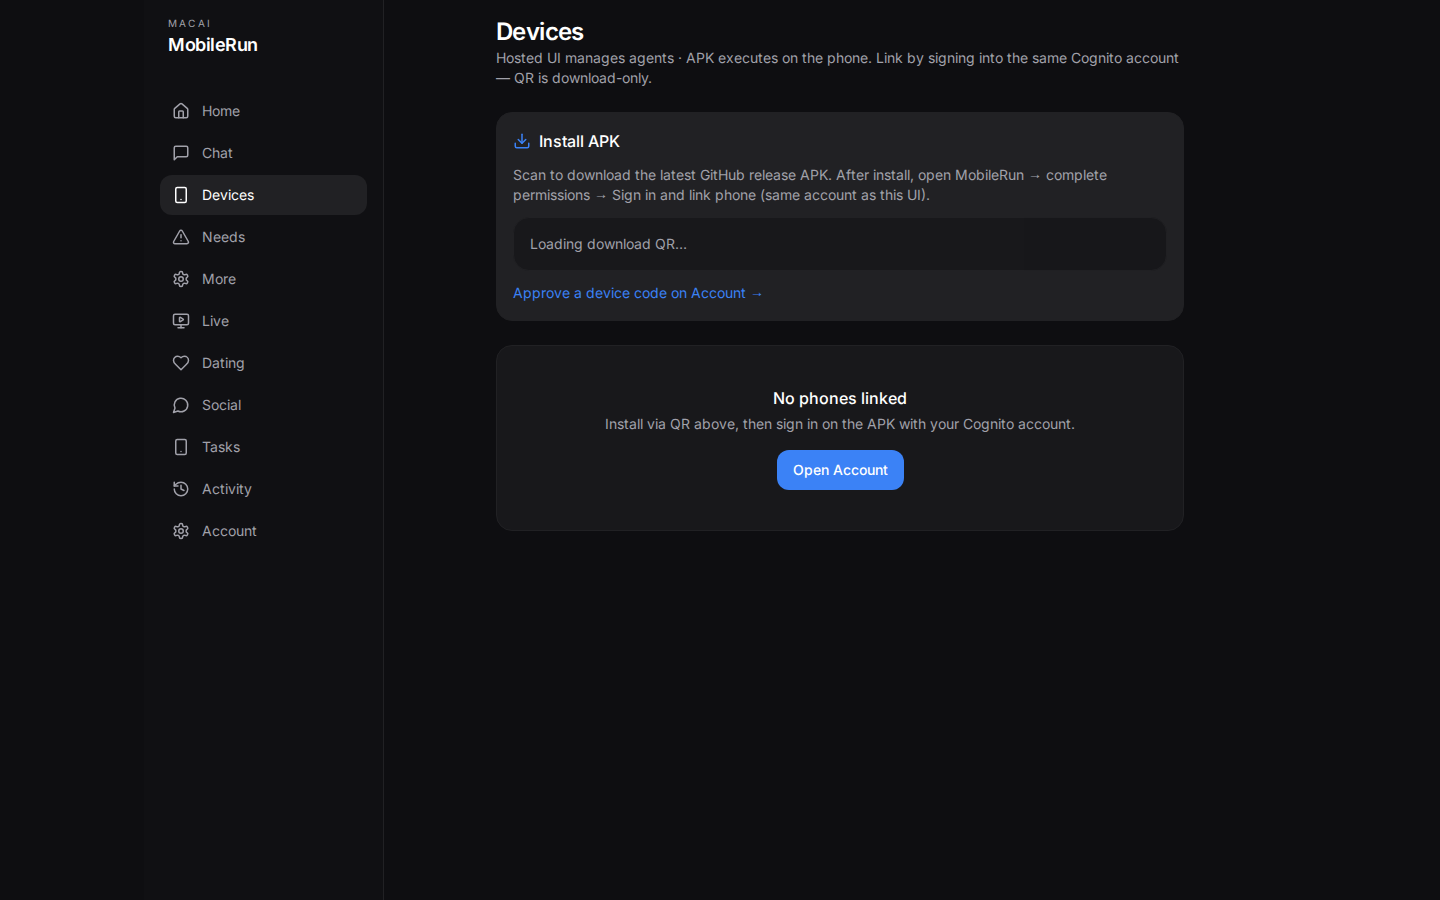 MACAI
MobileRun
Home
Chat
Devices
Needs
More
Live
Dating
Social
Tasks
Activity
Account
Devices
Hosted UI manages agents · APK executes on the phone. Link by signing into the same Cognito account
— QR is download-only.
Install APK
Scan to download the latest GitHub release APK. After install, open MobileRun → complete
permissions → Sign in and link phone (same account as this UI).
Loading download QR...
Approve a device code on Account →
No phones linked
Install via QR above, then sign in on the APK with your Cognito account.
Open Account